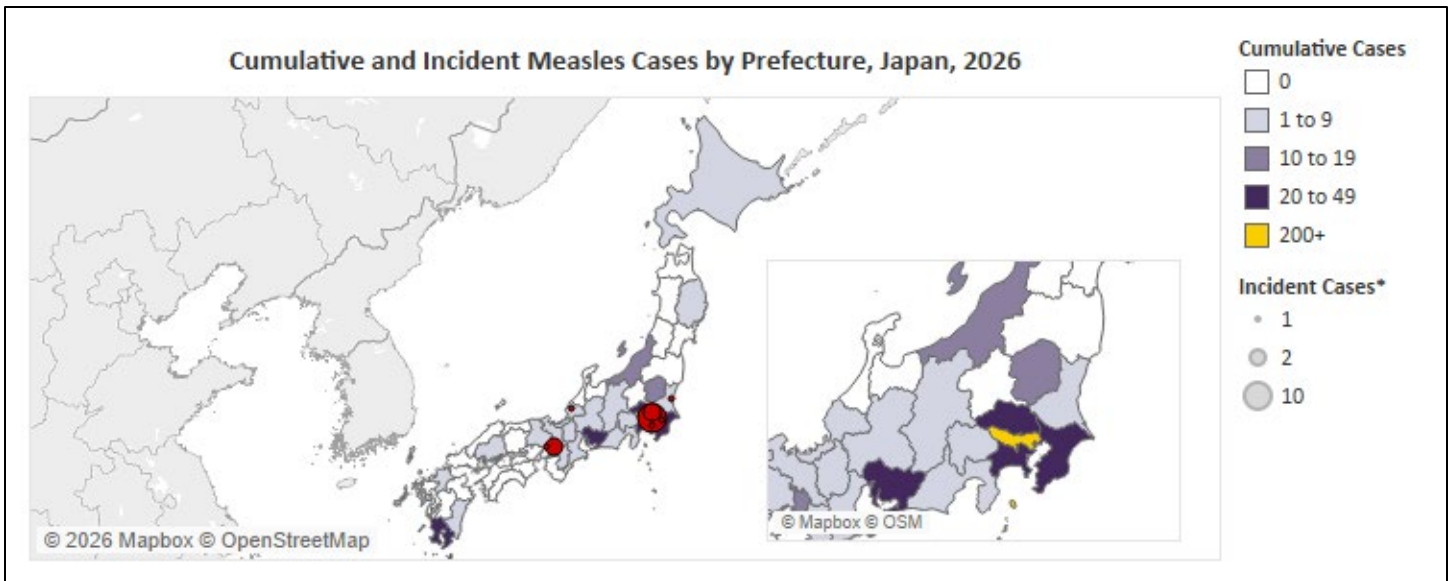 Cumulative and Incident Measles Cases by Prefecture, Japan, 2026
© 2026 Mapbox © OpenStreetMap
© Mapbox © OSM
Cumulative Cases
0
1 to 9
10 to 19
20 to 49
200+
Incident Cases*
1
2
10